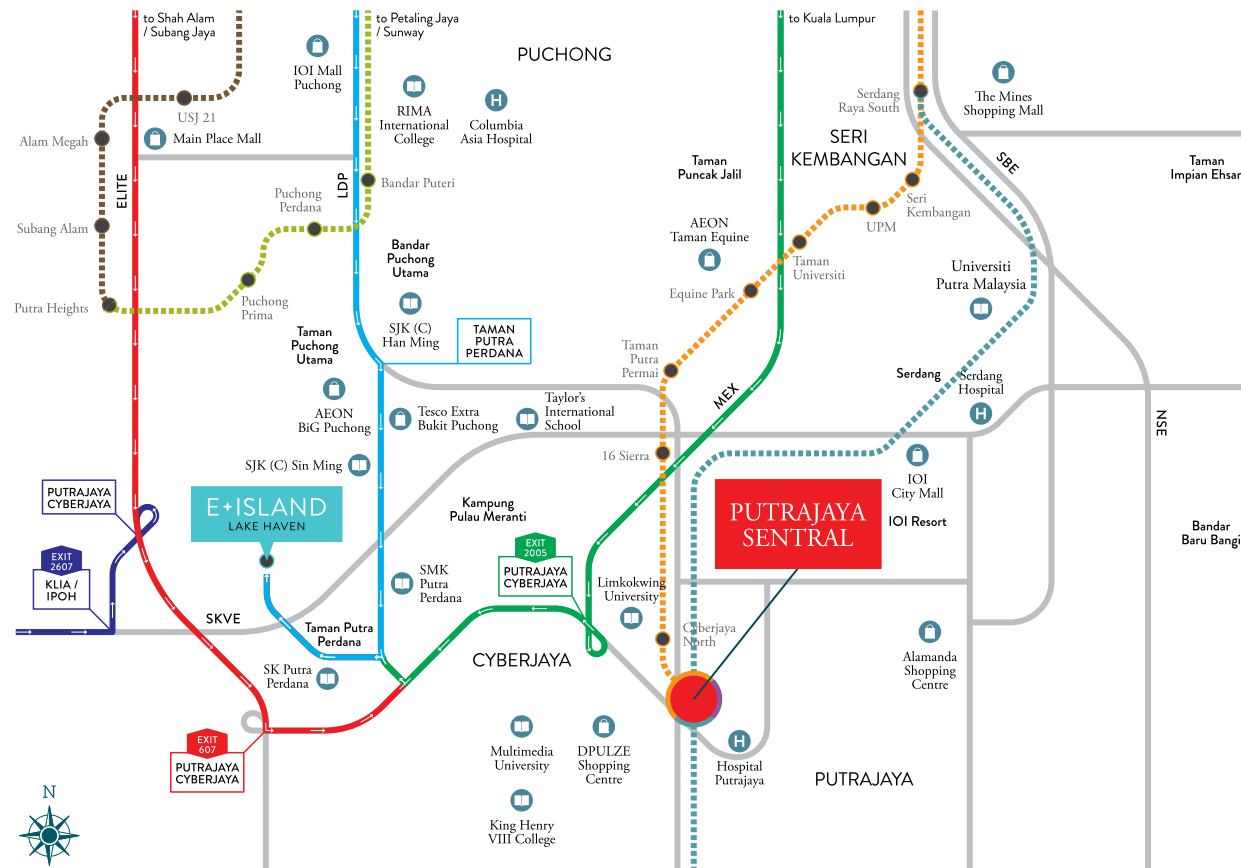 to Shah Alam
/ Subang Jaya
to Petaling Jaya
/ Sunway
to Kuala Lumpur
PUCHONG
IOI Mall
Puchong
RIMA
International
College
Columbia
Asia Hospital
Serdang
Raya South
The Mines
Shopping Mall
USJ 21
Main Place Mall
Alam Megah
SERI
KEMBANGAN
SBE
Taman
Puncak Jalil
Taman
Impian Ehsan
ELITE
LDP
Bandar Puteri
Puchong
Perdana
Seri
Kembangan
UPM
Subang Alam
AEON
Taman Equine
Bandar
Puchong
Utama
Taman
Universiti
Universiti
Putra Malaysia
Equine Park
Putra Heights
Puchong
Prima
SJK (C)
Han Ming
TAMAN
PUTRA
PERDANA
Taman
Puchong
Utama
Taman
Putra
Permai
Serdang
Serdang
Hospital
MEX
NSE
AEON
BiG Puchong
Tesco Extra
Bukit Puchong
Taylor's
International
School
SJK (C) Sin Ming
16 Sierra
IOI
City Mall
IOI Resort
PUTRAJAYA
CYBERJAYA
E ISLAND
LAKE HAVEN
Kampung
Pulau Meranti
PUTRAJAYA
SENTRAL
Bandar
Baru Bangi
EXIT
2607
KLIA /
IPOH
EXIT
2005
PUTRAJAYA
CYBERJAYA
SMK
Putra
Perdana
Limkokwing
University
SKVE
Taman Putra
Perdana
Cyberjaya
North
CYBERJAYA
SK Putra
Perdana
Alamanda
Shopping
Centre
EXIT
607
PUTRAJAYA
CYBERJAYA
Multimedia
University
DPULZE
Shopping
Centre
Hospital
Putrajaya
PUTRAJAYA
King Henry
VIII College
N
H
H
H